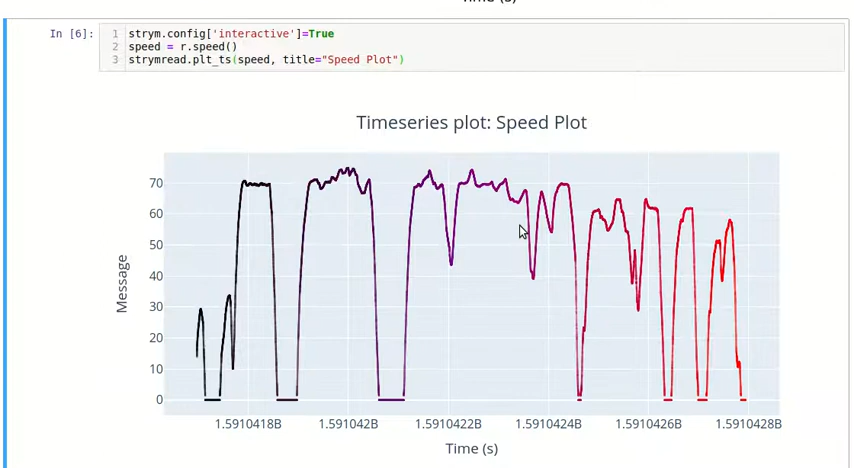 Time (s)
In [6]:
1 strym.config['interactive']=True
2 speed = r.speed()
3 strymread.plt_ts(speed, title="Speed Plot")
Timeseries plot: Speed Plot
70
60
50
40
30
20
10
0
Message
1.5910418B 1.591042B 1.5910422B 1.5910424B 1.5910426B 1.5910428B
Time (s)